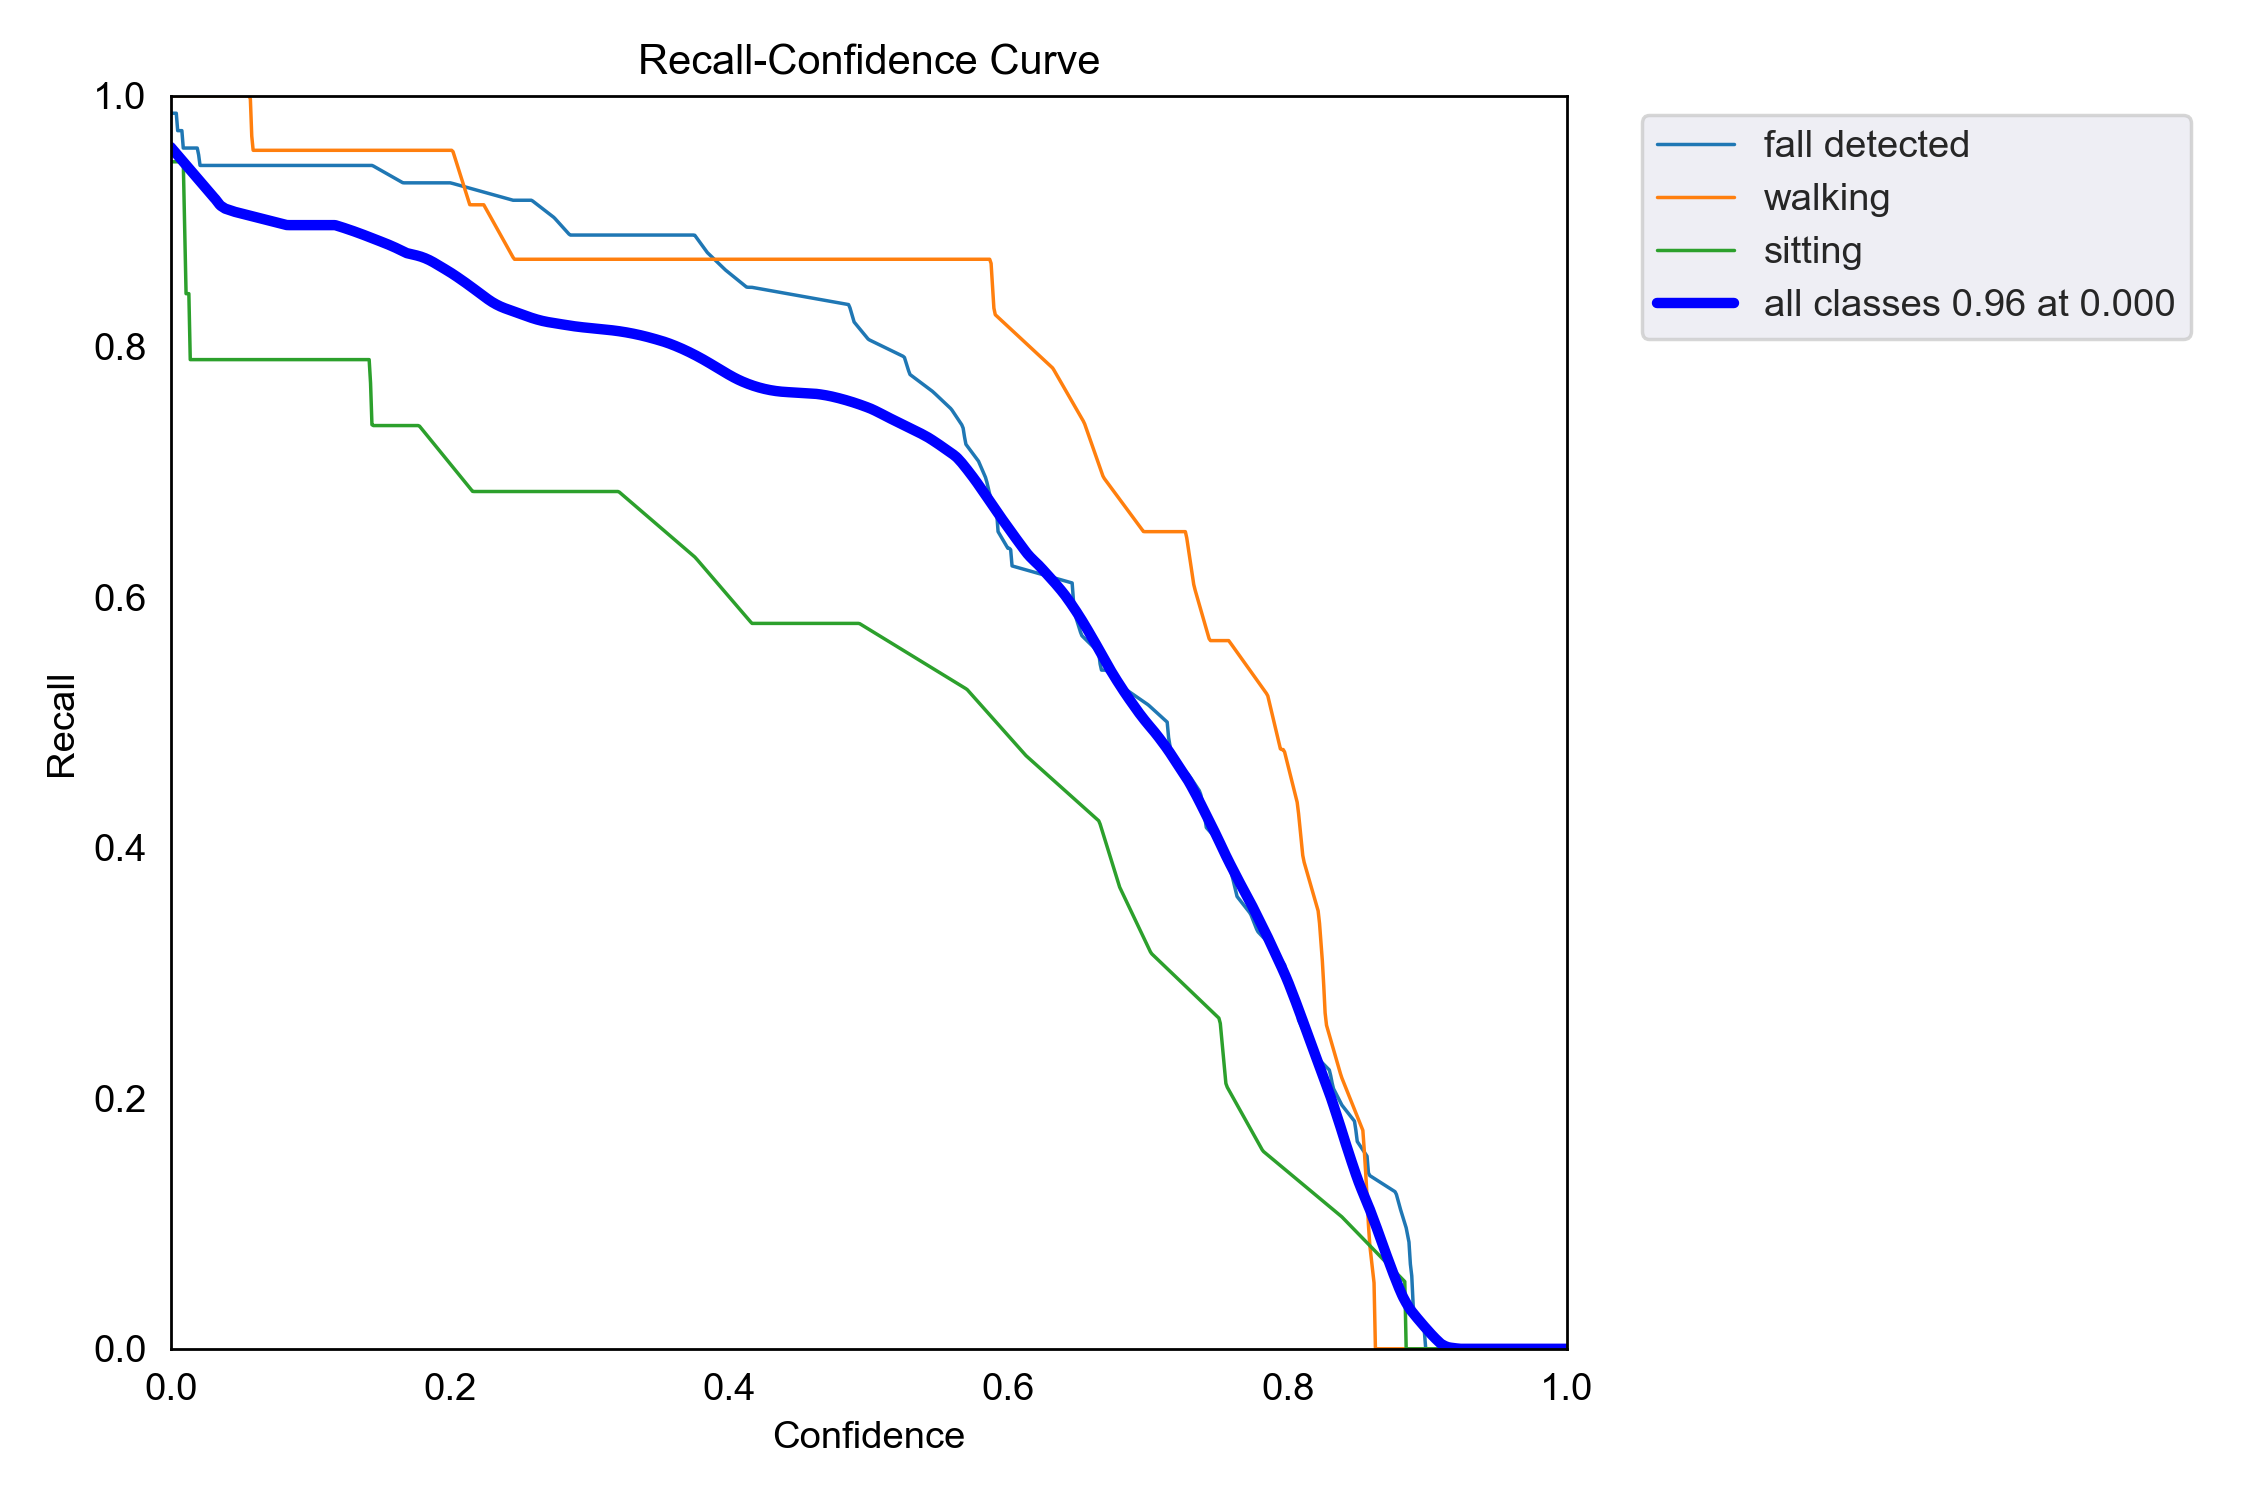 Recall-Confidence Curve
1.0
0.8
0.6
0.4
0.2
0.0
Recall
0.0 0.2 0.4 0.6 0.8 1.0
Confidence
fall detected
walking
sitting
all classes 0.96 at 0.000